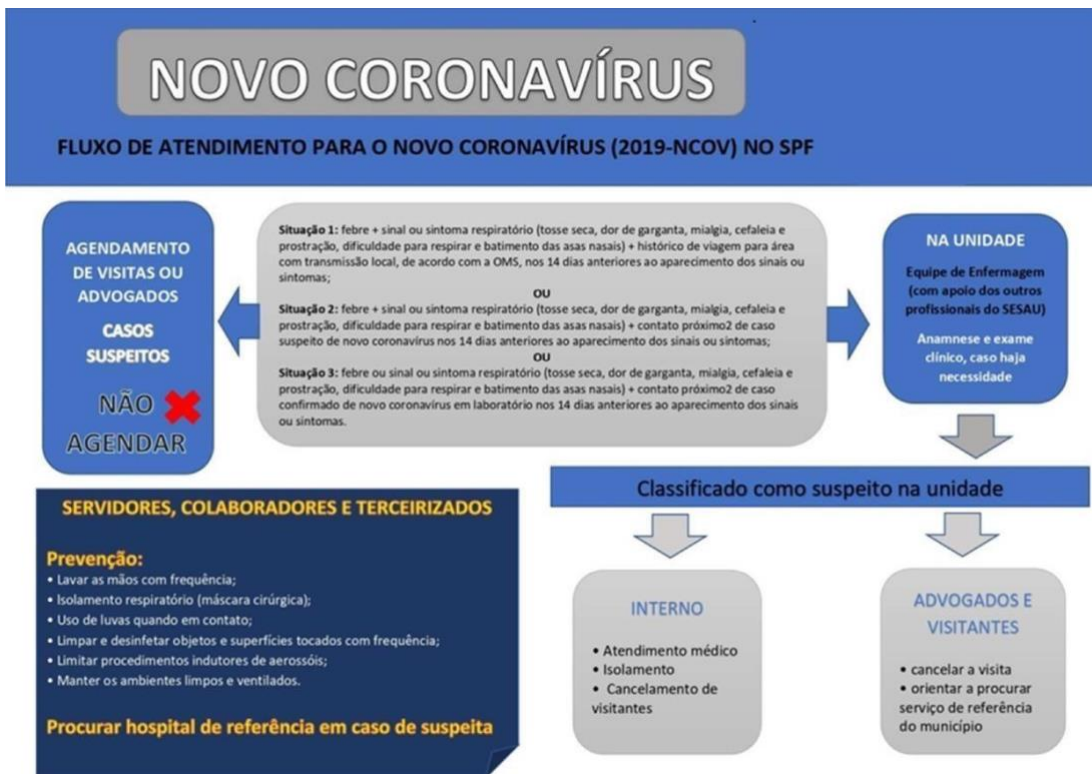 NOVO CORONAVÍRUS
FLUXO DE ATENDIMENTO PARA O NOVO CORONAVÍRUS (2019-NCOV) NO SPF
AGENDAMENTO
DE VISITAS OU
ADVOGADOS
CASOS
SUSPEITOS
NÃO
AGENDAR
Situação 1: febre + sinal ou sintoma respiratório (tosse seca, dor de garganta, mialgia, cefaleia e
prostração, dificuldade para respirar e batimento das asas nasais) + histórico de viagem para área
com transmissão local, de acordo com a OMS, nos 14 dias anteriores ao aparecimento dos sinais ou
sintomas;
OU
Situação 2: febre + sinal ou sintoma respiratório (tosse seca, dor de garganta, mialgia, cefaleia e
prostração, dificuldade para respirar e batimento das asas nasais) + contato próximo2 de caso
suspeito de novo coronavírus nos 14 dias anteriores ao aparecimento dos sinais ou sintomas;
OU
Situação 3: febre ou sinal ou sintoma respiratório (tosse seca, dor de garganta, mialgia, cefaleia e
prostração, dificuldade para respirar e batimento das asas nasais) + contato próximo2 de caso
confirmado de novo coronavírus em laboratório nos 14 dias anteriores ao aparecimento dos sinais
ou sintomas.
NA UNIDADE
Equipe de Enfermagem
(com apoio dos outros
profissionais do SESAU)
Anamnese e exame
clínico, caso haja
necessidade
Classificado como suspeito na unidade
SERVIDORES, COLABORADORES E TERCEIRIZADOS
Prevenção:
• Lavar as mãos com frequência;
• Isolamento respiratório (máscara cirúrgica);
• Uso de luvas quando em contato;
• Limpar e desinfetar objetos e superfícies tocados com frequência;
• Limitar procedimentos indutores de aerossóis;
• Manter os ambientes limpos e ventilados.
Procurar hospital de referência em caso de suspeita
INTERNO
• Atendimento médico
• Isolamento
• Cancelamento de
visitantes
ADVOGADOS E
VISITANTES
• cancelar a visita
• orientar a procurar
serviço de referência
do município